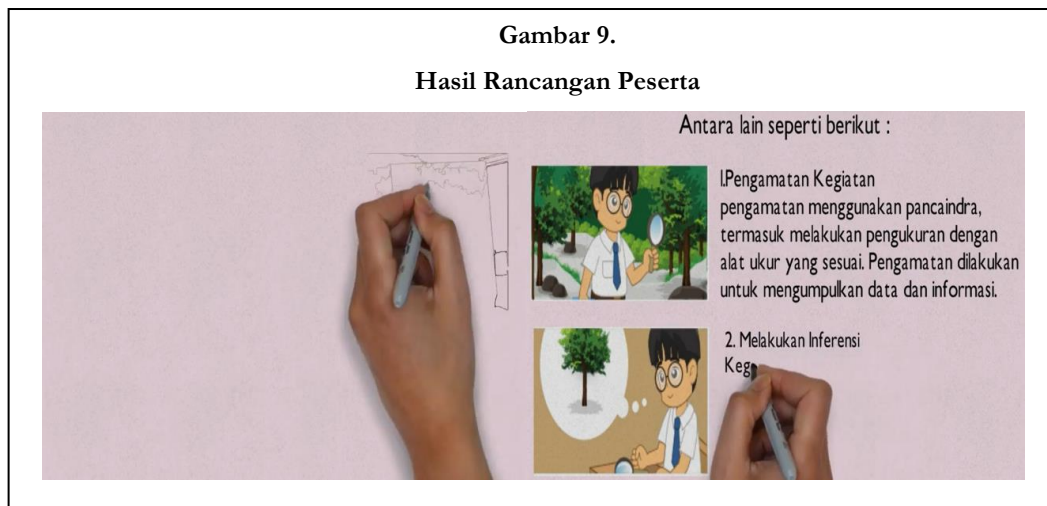 Gambar 9.
Hasil Rancangan Peserta
Antara lain seperti berikut :
1.Pengamatan Kegiatan
pengamatan menggunakan pancaindra,
termasuk melakukan pengukuran dengan
alat ukur yang sesuai. Pengamatan dilakukan
untuk mengumpulkan data dan informasi.
2. Melakukan Inferensi
Keg